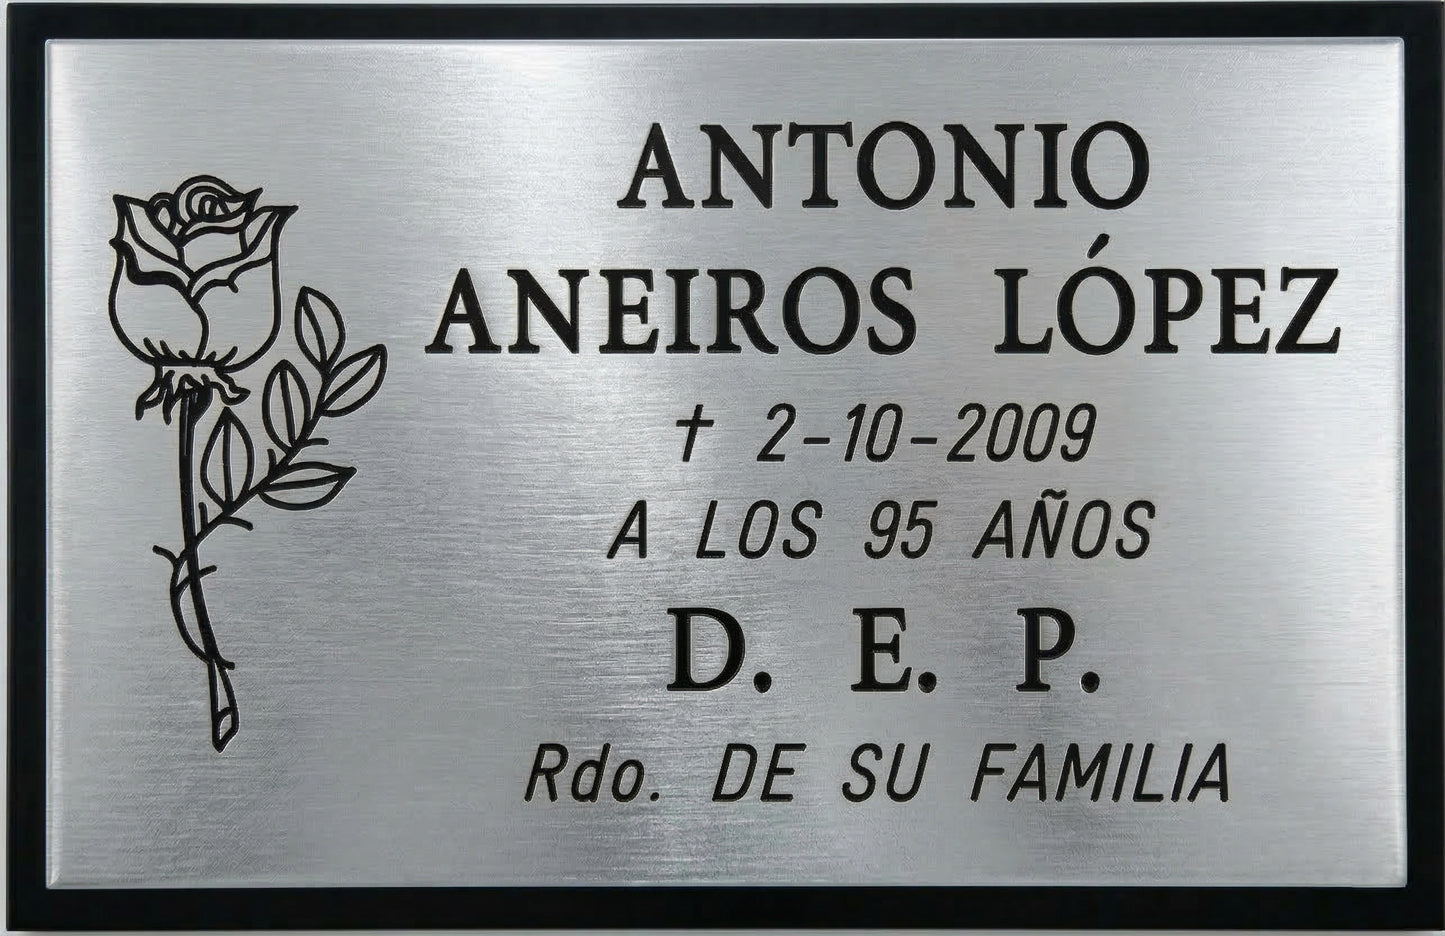 ANTONIO
ANEIROS LÓPEZ
† 2-10-2009
A LOS 95 AÑOS
D. E. P.
Rdo. DE SU FAMILIA